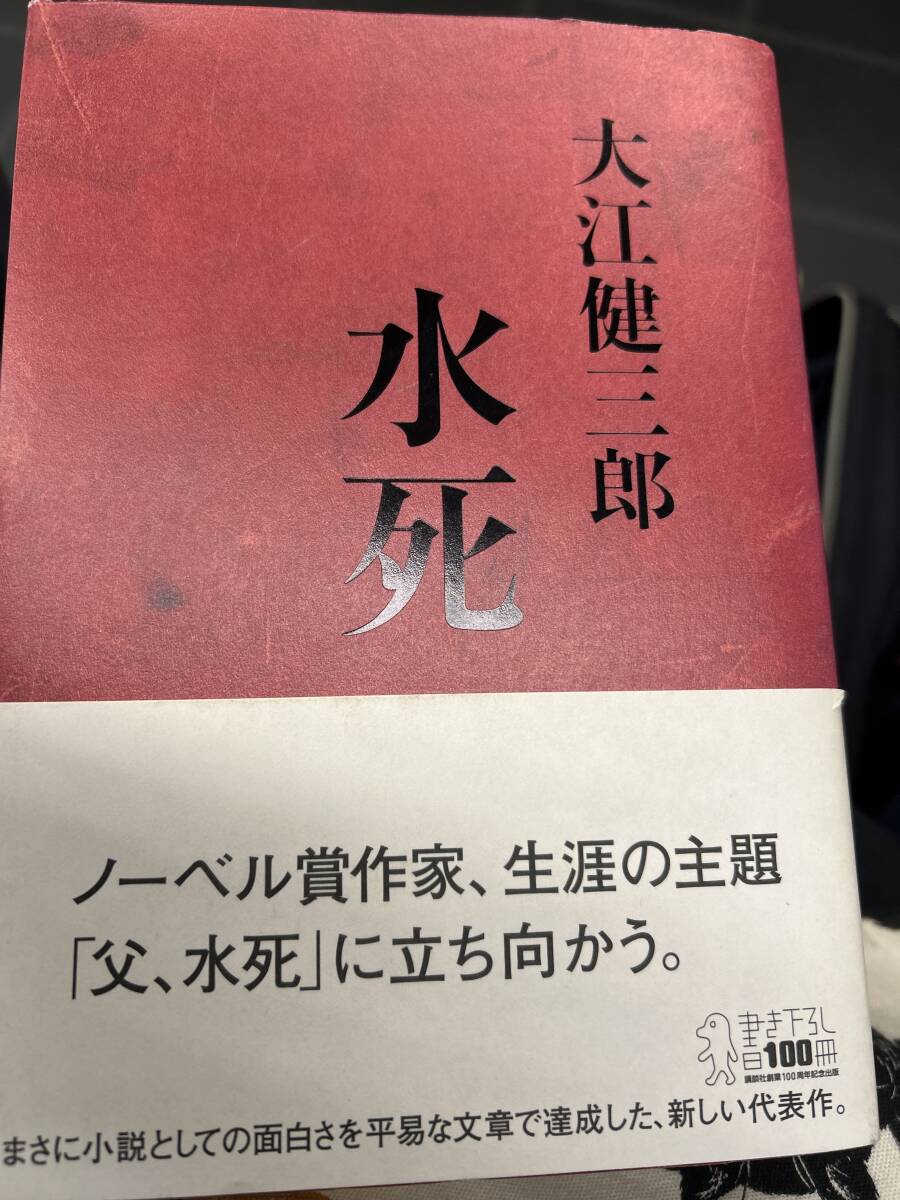 大江健三郎
水死
ノーベル賞作家、生涯の主題
「父、水死」に立ち向かう。
書き下ろし
100冊
講談社創業100周年記念出版
まさに小説としての面白さを平易な文章で達成した、新しい代表作。